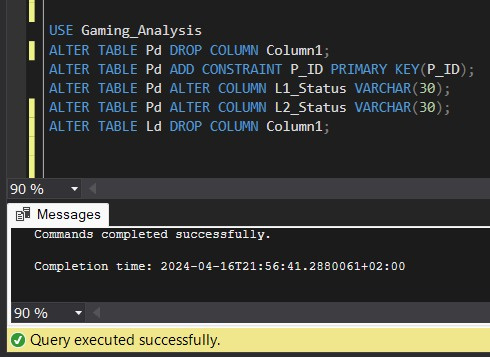 USE Gaming_Analysis
ALTER TABLE Pd DROP COLUMN Column1;
ALTER TABLE Pd ADD CONSTRAINT P_ID PRIMARY KEY(P_ID);
ALTER TABLE Pd ALTER COLUMN L1_Status VARCHAR(30);
ALTER TABLE Pd ALTER COLUMN L2_Status VARCHAR(30);
ALTER TABLE Ld DROP COLUMN Column1;
90 %
Messages
Commands completed successfully.
Completion time: 2024-04-16T21:56:41.2880061+02:00
90 %
Query executed successfully.